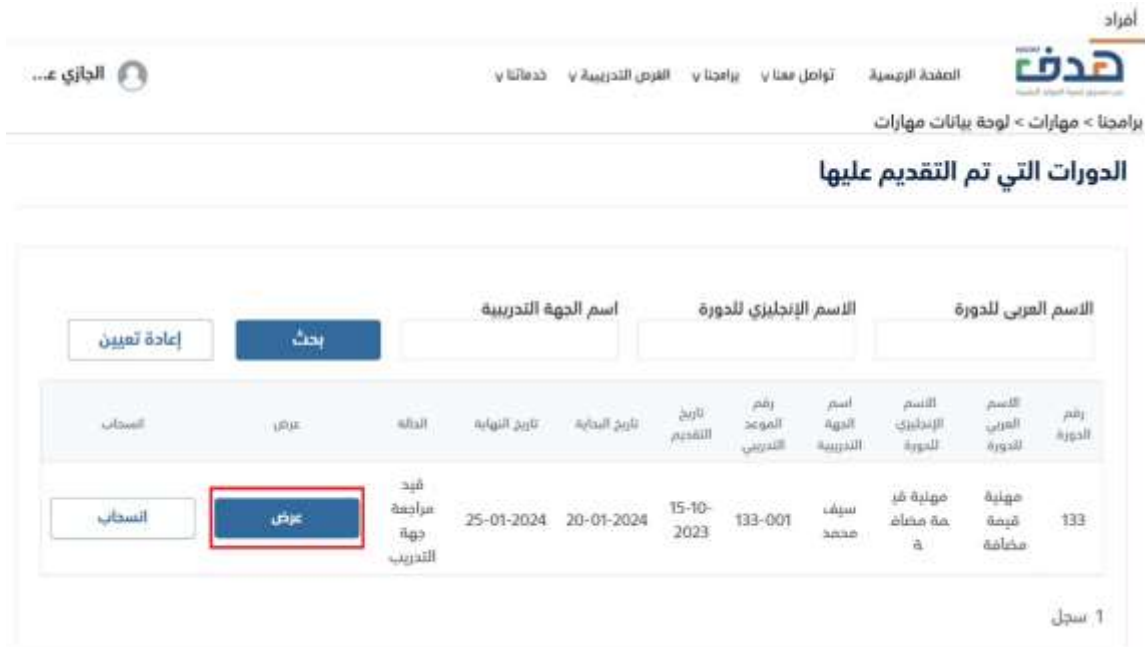 أفراد
هدف
الصفحة الرئيسية تواصل معنا برامجنا الفرص التدريبية خدماتنا
الجازي ع...
برامجنا > مهارات > لوحة بيانات مهارات
الدورات التي تم التقديم عليها
الاسم العربي للدورة الاسم الإنجليزي للدورة اسم الجهة التدريبية
بحث إعادة تعيين
رقم الدورة
الاسم العربي للدورة
الاسم الإنجليزي للدورة
اسم الجهة التدريبية
رقم الموعد التدريبي
تاريخ التقديم
تاريخ البداية
تاريخ النهاية
الحالة
عرض
انسحاب
133
مهنية
قيمة
مضافة
مهنية قي
مة مضاف
ة
سيف
محمد
133-001
15-10-
2023
20-01-2024
25-01-2024
قيد
مراجعة
جهة
التدريب
عرض
انسحاب
1 سجل